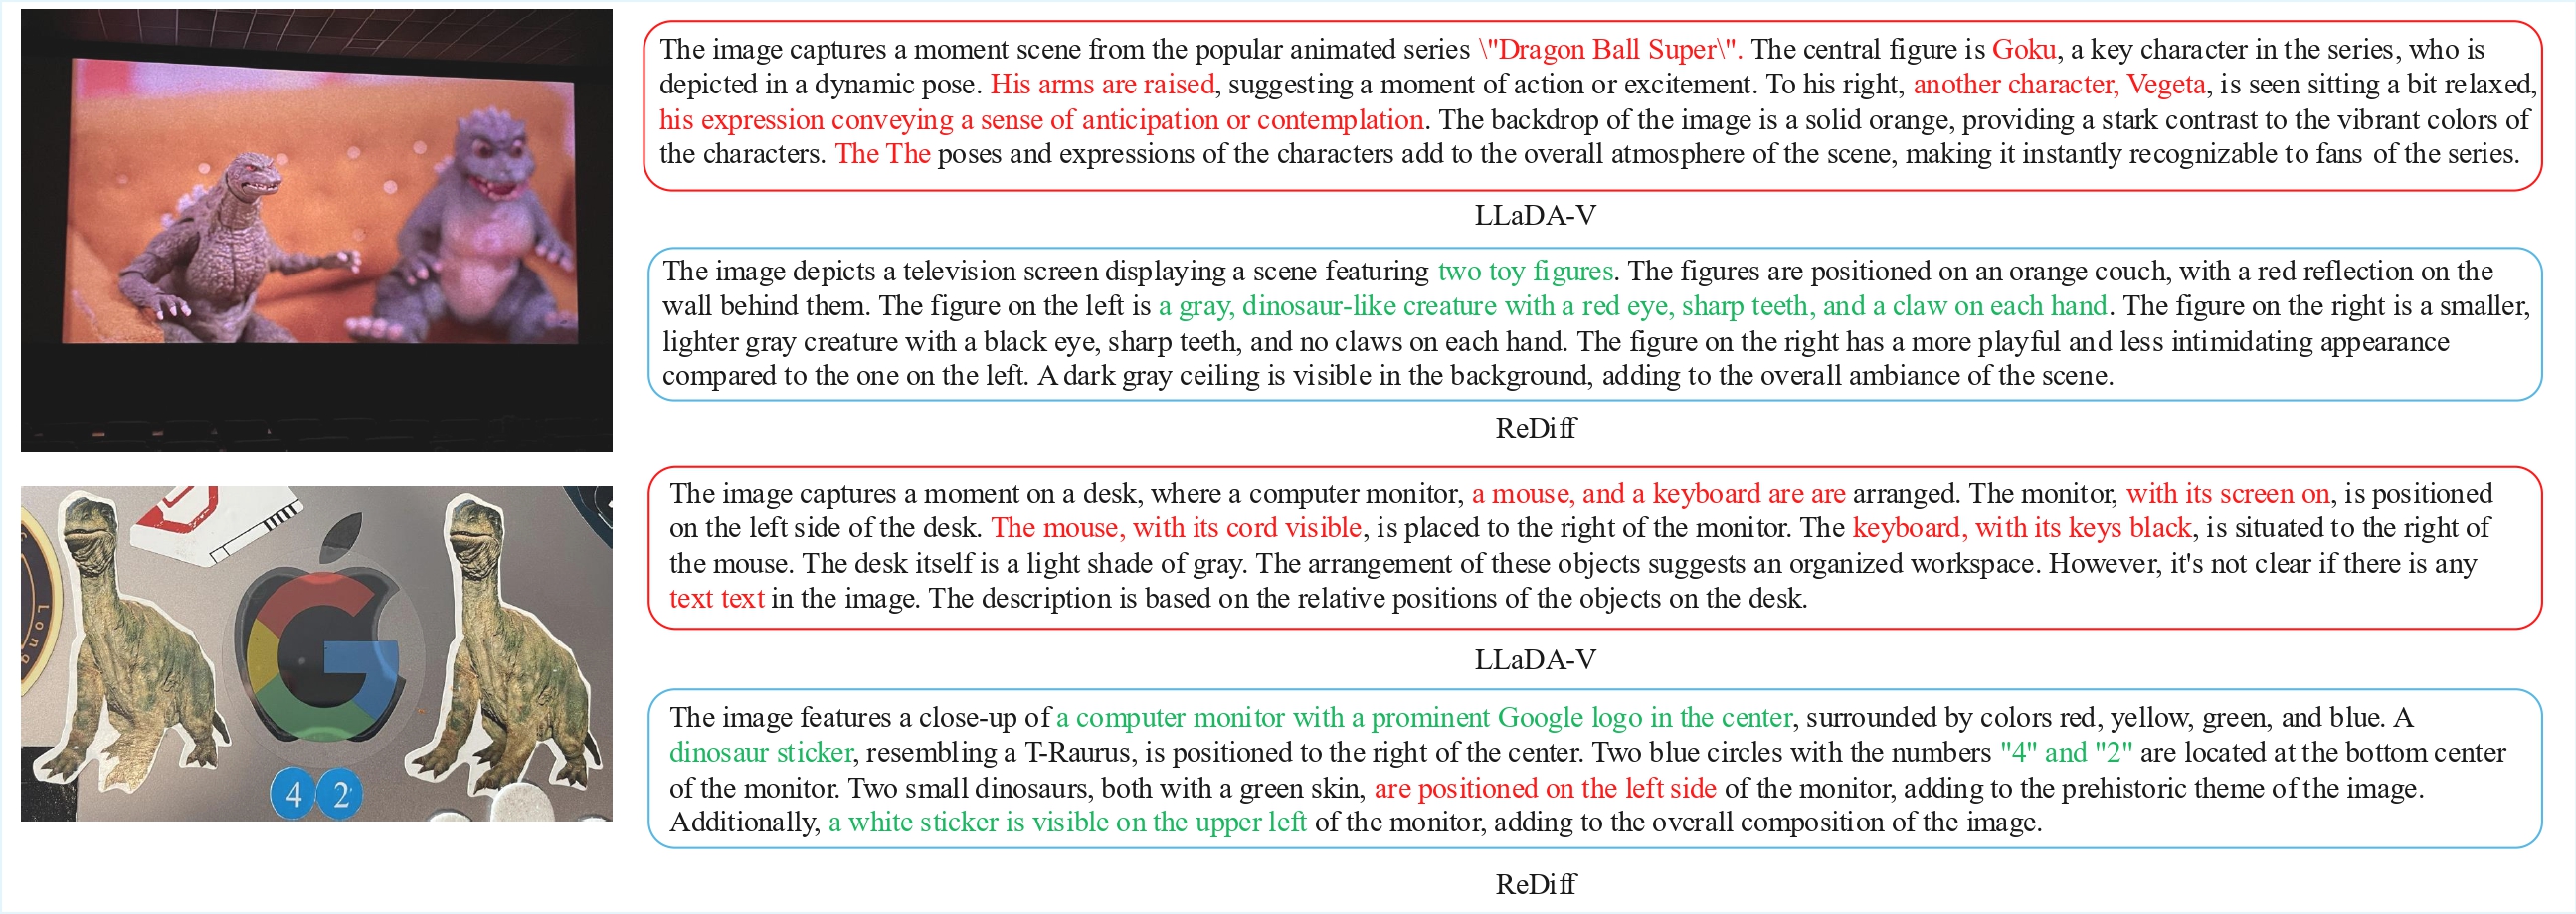 The image captures a moment scene from the popular animated series \"Dragon Ball Super\". The central figure is Goku, a key character in the series, who is
depicted in a dynamic pose. His arms are raised, suggesting a moment of action or excitement. To his right, another character, Vegeta, is seen sitting a bit relaxed,
his expression conveying a sense of anticipation or contemplation. The backdrop of the image is a solid orange, providing a stark contrast to the vibrant colors of
the characters. The The poses and expressions of the characters add to the overall atmosphere of the scene, making it instantly recognizable to fans of the series.
LLaDA-V
The image depicts a television screen displaying a scene featuring two toy figures. The figures are positioned on an orange couch, with a red reflection on the
wall behind them. The figure on the left is a gray, dinosaur-like creature with a red eye, sharp teeth, and a claw on each hand. The figure on the right is a smaller,
lighter gray creature with a black eye, sharp teeth, and no claws on each hand. The figure on the right has a more playful and less intimidating appearance
compared to the one on the left. A dark gray ceiling is visible in the background, adding to the overall ambiance of the scene.
ReDiff
The image captures a moment on a desk, where a computer monitor, a mouse, and a keyboard are are arranged. The monitor, with its screen on, is positioned
on the left side of the desk. The mouse, with its cord visible, is placed to the right of the monitor. The keyboard, with its keys black, is situated to the right of
the mouse. The desk itself is a light shade of gray. The arrangement of these objects suggests an organized workspace. However, it's not clear if there is any
text text in the image. The description is based on the relative positions of the objects on the desk.
LLaDA-V
The image features a close-up of a computer monitor with a prominent Google logo in the center, surrounded by colors red, yellow, green, and blue. A
dinosaur sticker, resembling a T-Raurus, is positioned to the right of the center. Two blue circles with the numbers "4" and "2" are located at the bottom center
of the monitor. Two small dinosaurs, both with a green skin, are positioned on the left side of the monitor, adding to the prehistoric theme of the image.
Additionally, a white sticker is visible on the upper left of the monitor, adding to the overall composition of the image.
ReDiff
G
4 2